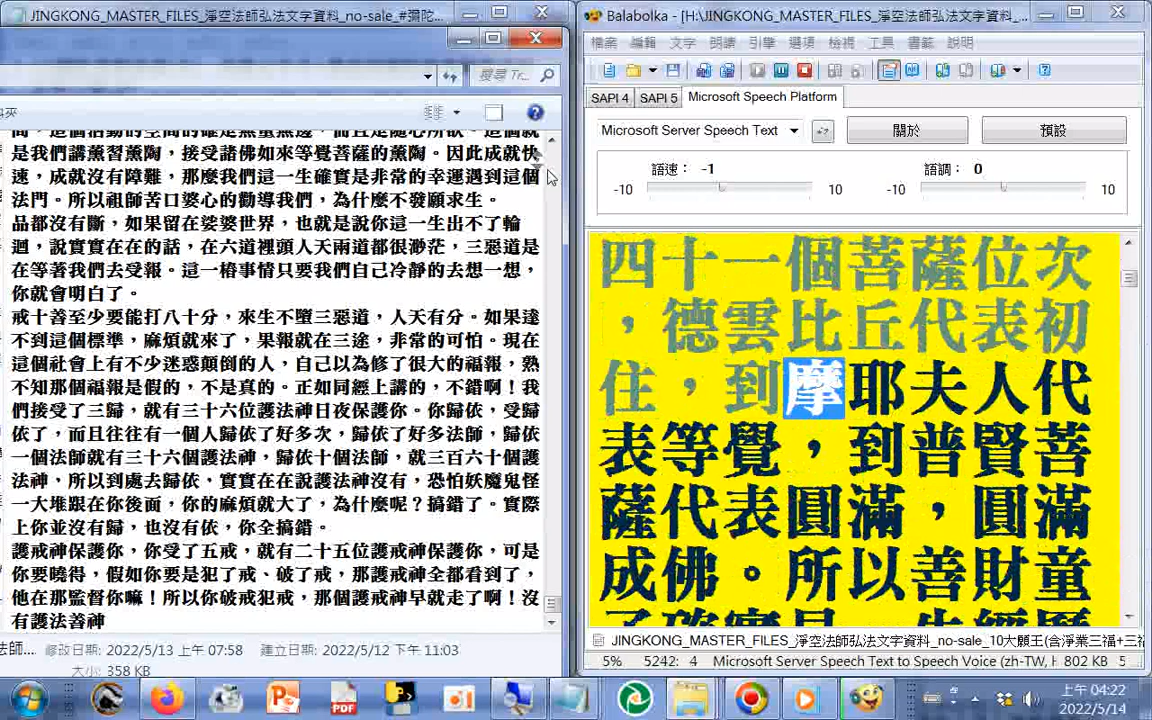 JINGKONG_MASTER_FILES_淨空法師弘法文字資料_no-sale_#彌陀...
搜尋 Tr...
是我們講薰習薰陶，接受諸佛如來等覺菩薩的薰陶。因此成就快
速，成就沒有障難，那麼我們這一生確實是非常的幸運遇到這個
法門。所以祖師苦口婆心的勸導我們，為什麼不發願求生。
品都沒有斷，如果留在娑婆世界，也就是說你這一生出不了輪
迴，說實實在在的話，在六道裡頭人天兩道都很渺茫，三惡道是
在等著我們去受報。這一樁事情只要我們自己冷靜的去想一想，
你就會明白了。
戒十善至少要能打八十分，來生不墮三惡道，人天有分。如果達
不到這個標準，麻煩就來了，果報就在三途，非常的可怕。現在
這個社會上有不少迷惑顛倒的人，自己以為修了很大的福報，熟
不知那個福報是假的，不是真的。正如同經上講的，不錯啊！我
們接受了三歸，就有三十六位護法神日夜保護你。你歸依，受歸
依了，而且往往有一個人歸依了好多次，歸依了好多法師，歸依
一個法師就有三十六個護法神，歸依十個法師，就三百六十個護
法神，所以到處去歸依。實實在在說護法神沒有，恐怕妖魔鬼怪
一大堆跟在你後面，你的麻煩就大了，為什麼呢？搞錯了。實際
上你並沒有歸，也沒有依，你全搞錯。
護戒神保護你，你受了五戒，就有二十五位護戒神保護你，可是
你要曉得，假如你要是犯了戒、破了戒，那護戒神全都看到了，
他在那監督你嘛！所以你破戒犯戒，那個護戒神早就走了啊！沒
有護法善神
法師... 修改日期: 2022/5/13 上午 07:58 建立日期: 2022/5/12 下午 11:03
大小: 358 KB
Balabolka - [H:\JINGKONG_MASTER_FILES_淨空法師弘法文字資料_...
檔案 編輯 文字 朗讀 引擎 選項 檢視 工具 書籤 說明
SAPI 4 SAPI 5 Microsoft Speech Platform
Microsoft Server Speech Text 關於 預設
語速: -1 語調: 0
-10 10 -10 10
四十一個菩薩位次
，德雲比丘代表初
住，到摩耶夫人代
表等覺，到普賢菩
薩代表圓滿，圓滿
成佛。所以善財童
JINGKONG_MASTER_FILES_淨空法師弘法文字資料_no-sale_10大願王(含淨業三福+三福
5% 5242: 4 Microsoft Server Speech Text to Speech Voice (zh-TW, H 802 KB 5
上午 04:22
2022/5/14